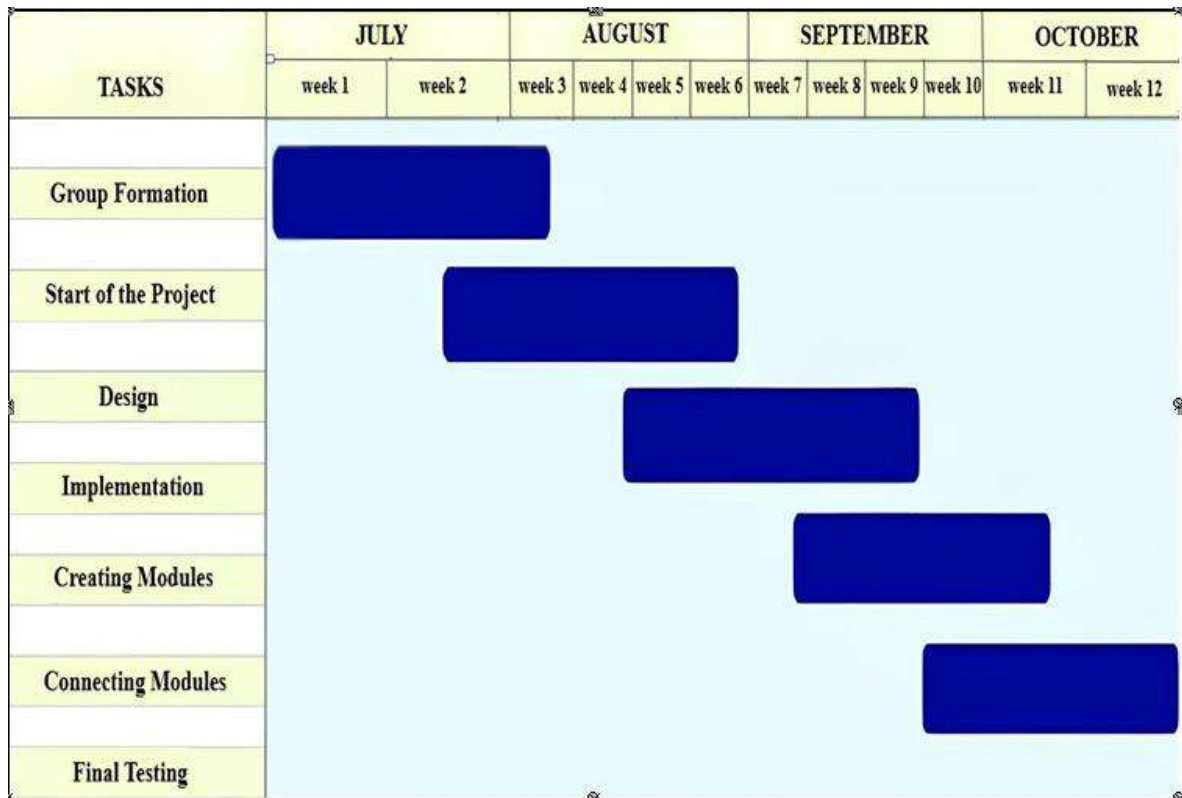 JULY AUGUST SEPTEMBER OCTOBER
TASKS week 1 week 2 week 3 week 4 week 5 week 6 week 7 week 8 week 9 week 10 week 11 week 12
Group Formation
Start of the Project
Design
Implementation
Creating Modules
Connecting Modules
Final Testing